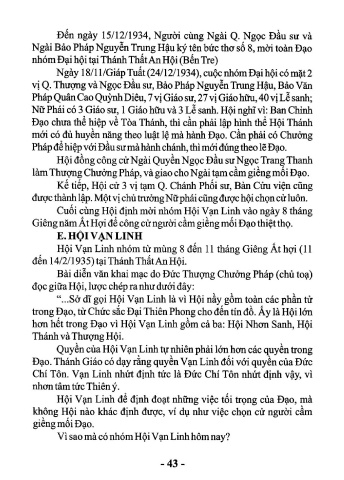 Đến ngày 15/12/1934, Người cùng Ngài Q. Ngọc Đầu sư và
Ngài Bảo Pháp Nguyễn Trung Hậu ký tên bức thơ số 8, mời toàn Đạo
nhóm Đại hội tại Thánh Thất An Hội (Bến Tre)
Ngày 18/11/Giáp Tuất (24/12/1934), cuộc nhóm Đại hội có mặt 2
vị Q. Thượng và Ngọc Đầu sư, Bảo Pháp Nguyễn Trung Hậu, Bảo Văn
Pháp Quân Cao Quỳnh Diêu, 7 vị Giáo sư, 27 vị Giáo hữu, 40 vị Lễ sanh;
Nữ Phái có 3 Giáo sư, 1 Giáo hữu và 3 Lễ sanh. Hội nghĩ vì: Ban Chỉnh
Đạo chưa thể hiệp về Tòa Thánh, thì cần phải lập hình thể Hội Thánh
mới có đủ huyền năng theo luật lệ mà hành Đạo. Cần phải có Chưởng
Pháp để hiệp với Đầu sư mà hành chánh, thì mới đúng theo lẽ Đạo.
Hội đồng công cử Ngài Quyền Ngọc Đầu sư Ngọc Trang Thanh
làm Thượng Chưởng Pháp, và giao cho Ngài tạm cầm giềng mối Đạo.
Kế tiếp, Hội cử 3 vị tạm Q. Chánh Phối sư, Ban Cửu viện cũng
được thành lập. Một vị chủ trưởng Nữ phái cũng được hội chọn cử luôn.
Cuối cùng Hội định mời nhóm Hội Vạn Linh vào ngày 8 tháng
Giêng năm Ất Hợi để công cử người cầm giềng mối Đạo thiệt thọ.
E. HỘI VẠN LINH
Hội Vạn Linh nhóm từ mùng 8 đến 11 tháng Giêng Ất hợi (11
đến 14/2/1935) tại Thánh Thất An Hội.
Bài diễn văn khai mạc do Đức Thượng Chưởng Pháp (chủ toạ)
đọc giữa Hội, lược chép ra như dưới đây:
"...Sở dĩ gọi Hội Vạn Linh là vì Hội nầy gồm toàn các phần tử
trong Đạo, từ Chức sắc Đại Thiên Phong cho đến tín đồ. Ấy là Hội lớn
hơn hết trong Đạo vì Hội Vạn Linh gồm cả ba: Hội Nhơn Sanh, Hội
Thánh và Thượng Hội.
Quyền của Hội Vạn Linh tự nhiên phải lớn hơn các quyền trong
Đạo. Thánh Giáo có dạy rằng quyền Vạn Linh đối với quyền của Đức
Chí Tôn. Vạn Linh nhứt định tức là Đức Chí Tôn nhứt định vậy, vì
nhơn tâm tức Thiên ý.
Hội Vạn Linh để định đoạt những việc tối trọng của Đạo, mà
không Hội nào khác định được, ví dụ như việc chọn cử người cầm
giềng mối Đạo.
Vì sao mà có nhóm Hội Vạn Linh hôm nay?
- 43 -